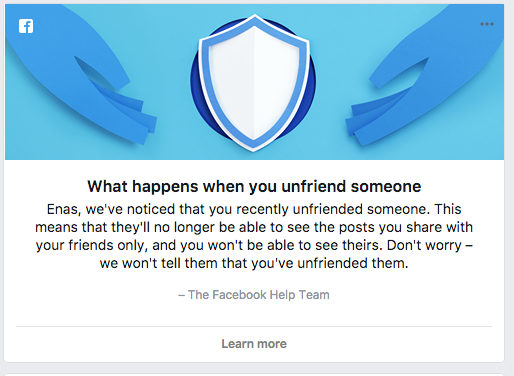 What happens when you unfriend someone
Enas, we've noticed that you recently unfriended someone. This
means that they'll no longer be able to see the posts you share with
your friends only, and you won't be able to see theirs. Don't worry –
we won't tell them that you've unfriended them.
– The Facebook Help Team
Learn more